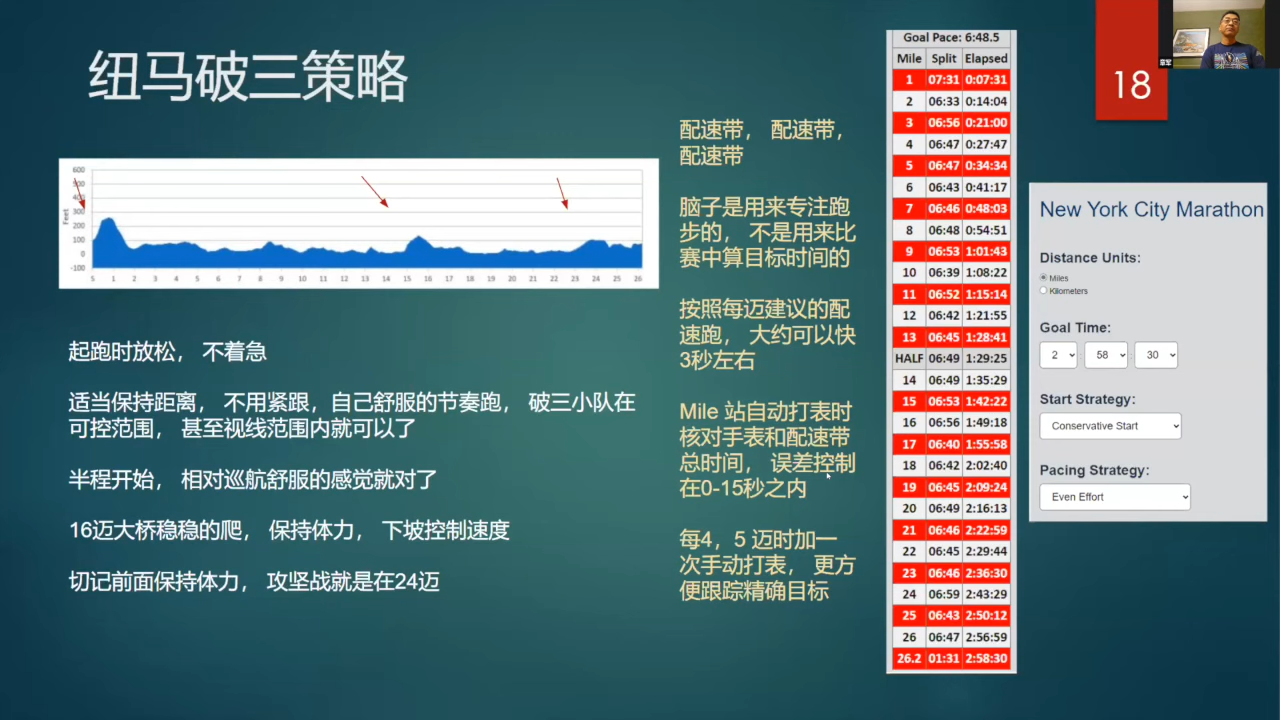 纽马破三策略
600
500
400
300
200
100
0
-100
Feet
S 1 2 3 4 5 6 7 8 9 10 11 12 13 14 15 16 17 18 19 20 21 22 23 24 25 26
起跑时放松， 不着急
适当保持距离， 不用紧跟，自己舒服的节奏跑， 破三小队在
可控范围， 甚至视线范围内就可以了
半程开始， 相对巡航舒服的感觉就对了
16迈大桥稳稳的爬， 保持体力， 下坡控制速度
切记前面保持体力， 攻坚战就是在24迈
配速带， 配速带，
配速带
脑子是用来专注跑
步的， 不是用来比
赛中算目标时间的
按照每迈建议的配
速跑， 大约可以快
3秒左右
Mile 站自动打表时
核对手表和配速带
总时间， 误差控制
在0-15秒之内
每4，5 迈时加一
次手动打表， 更方
便跟踪精确目标
Goal Pace: 6:48.5
Mile Split Elapsed
1 07:31 0:07:31
2 06:33 0:14:04
3 06:56 0:21:00
4 06:47 0:27:47
5 06:47 0:34:34
6 06:43 0:41:17
7 06:46 0:48:03
8 06:48 0:54:51
9 06:53 1:01:43
10 06:39 1:08:22
11 06:52 1:15:14
12 06:42 1:21:55
13 06:45 1:28:41
HALF 06:49 1:29:25
14 06:49 1:35:29
15 06:53 1:42:22
16 06:56 1:49:18
17 06:40 1:55:58
18 06:42 2:02:40
19 06:45 2:09:24
20 06:49 2:16:13
21 06:46 2:22:59
22 06:45 2:29:44
23 06:46 2:36:30
24 06:59 2:43:29
25 06:43 2:50:12
26 06:47 2:56:59
26.2 01:31 2:58:30
18
New York City Marathon
Distance Units:
Miles
Kilometers
Goal Time:
2 : 58 : 30
Start Strategy:
Conservative Start
Pacing Strategy:
Even Effort